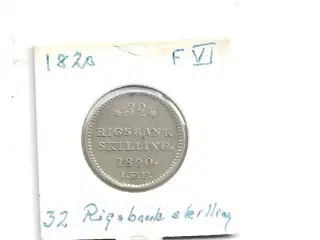 1820 F VI
*32*
RIGSBANK
SKILLING.
1820.
I.F.F.
32 Rigsbank skilling